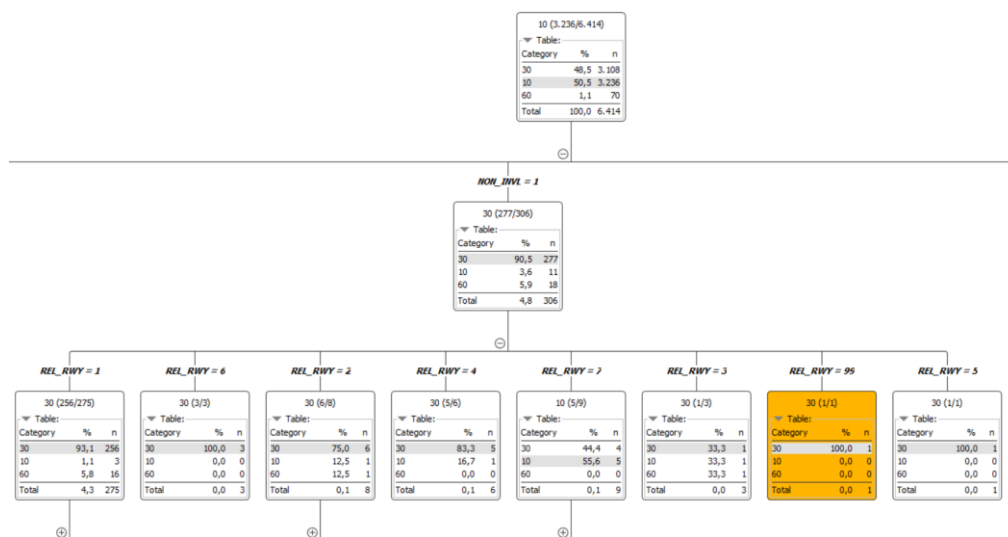 10 (3.236/6.414)
Table:
Category % n
30 48,5 3.108
10 50,5 3.236
60 1,1 70
Total 100,0 6.414
NON_INVL = 1
30 (277/306)
Table:
Category % n
30 90,5 277
10 3,6 11
60 5,9 18
Total 4,8 306
REL_RWY = 1
30 (256/275)
Table:
Category % n
30 93,1 256
10 1,1 3
60 5,8 16
Total 4,3 275
REL_RWY = 6
30 (3/3)
Table:
Category % n
30 100,0 3
10 0,0 0
60 0,0 0
Total 0,0 3
REL_RWY = 2
30 (6/8)
Table:
Category % n
30 75,0 6
10 12,5 1
60 12,5 1
Total 0,1 8
REL_RWY = 4
30 (5/6)
Table:
Category % n
30 83,3 5
10 16,7 1
60 0,0 0
Total 0,1 6
REL_RWY = 7
10 (5/9)
Table:
Category % n
30 44,4 4
10 55,6 5
60 0,0 0
Total 0,1 9
REL_RWY = 3
30 (1/3)
Table:
Category % n
30 33,3 1
10 33,3 1
60 33,3 1
Total 0,0 3
REL_RWY = 99
30 (1/1)
Table:
Category % n
30 100,0 1
10 0,0 0
60 0,0 0
Total 0,0 1
REL_RWY = 5
30 (1/1)
Table:
Category % n
30 100,0 1
10 0,0 0
60 0,0 0
Total 0,0 1